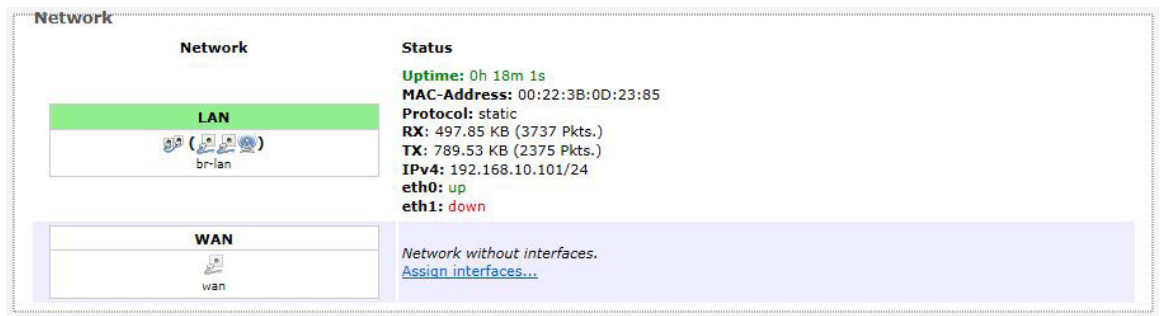 Network
Network Status
Uptime: 0h 18m 1s
MAC-Address: 00:22:3B:0D:23:85
LAN
Protocol: static
RX: 497.85 KB (3737 Pkts.)
( )
TX: 789.53 KB (2375 Pkts.)
br-lan
IPv4: 192.168.10.101/24
eth0: up
eth1: down
WAN
wan
Network without interfaces.
Assign interfaces...